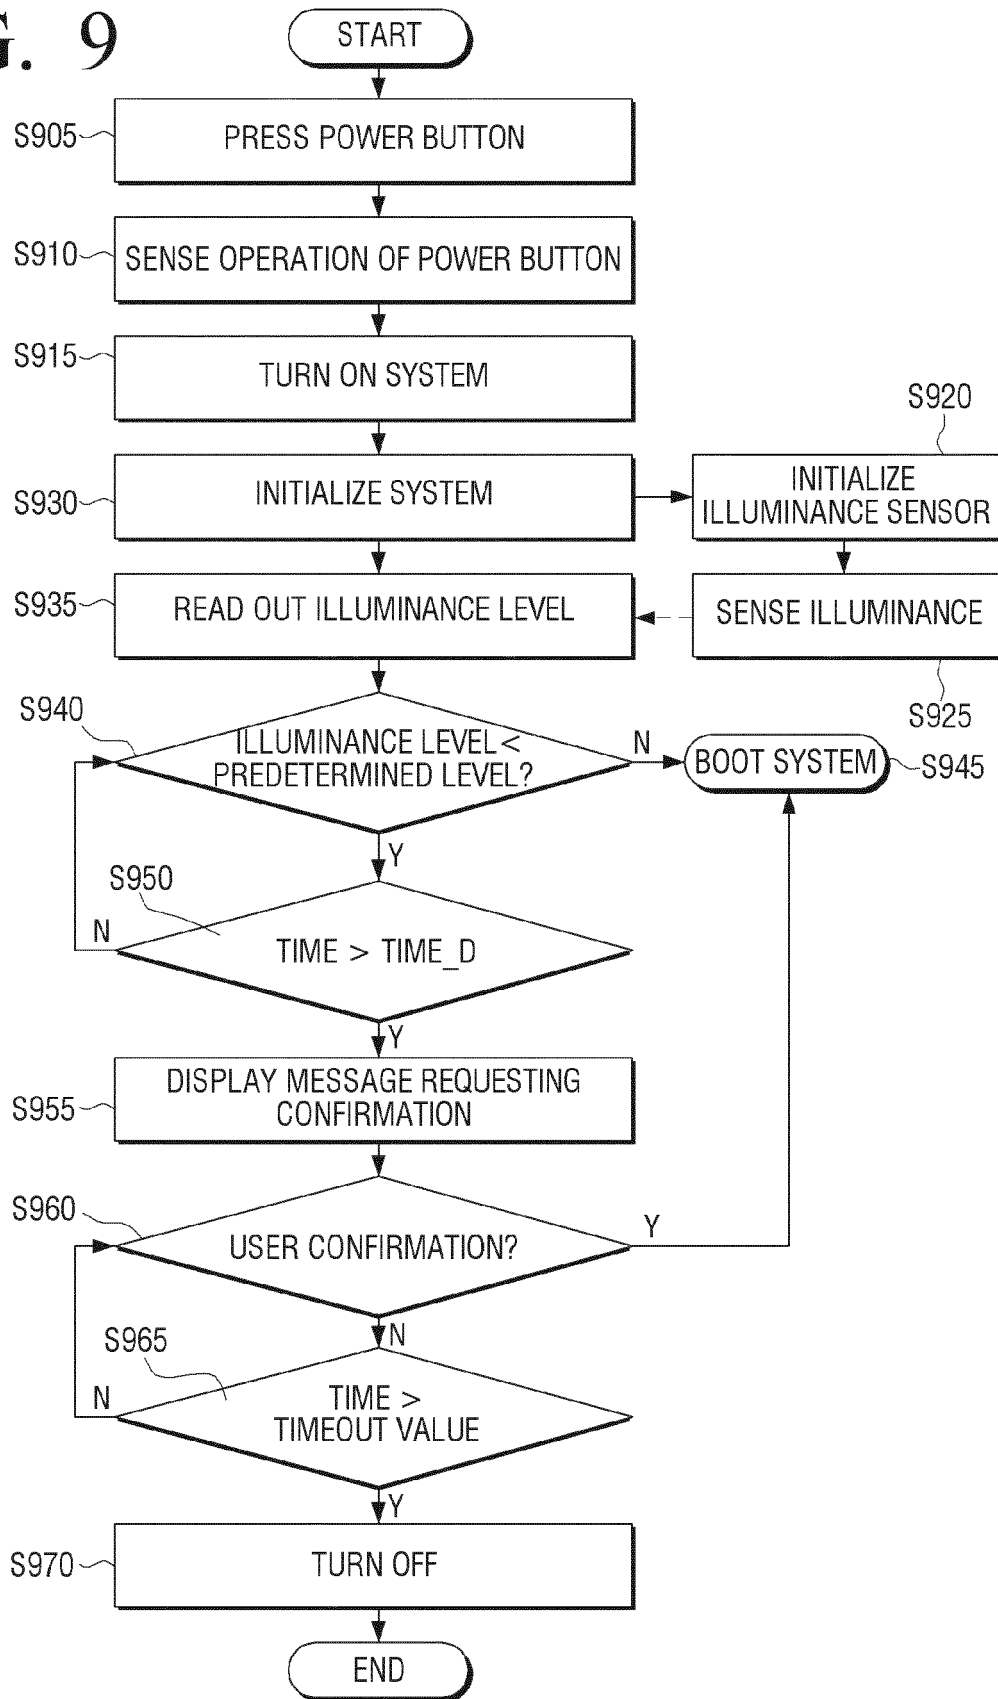 G. 9
START
S905
PRESS POWER BUTTON
S910
SENSE OPERATION OF POWER BUTTON
S915
TURN ON SYSTEM
S920
S930
INITIALIZE SYSTEM
INITIALIZE
ILLUMINANCE SENSOR
S935
READ OUT ILLUMINANCE LEVEL
SENSE ILLUMINANCE
S925
S940
ILLUMINANCE LEVEL <
PREDETERMINED LEVEL?
N
BOOT SYSTEM
S945
Y
S950
N
TIME > TIME_D
Y
S955
DISPLAY MESSAGE REQUESTING
CONFIRMATION
S960
USER CONFIRMATION?
Y
N
S965
N
TIME >
TIMEOUT VALUE
Y
S970
TURN OFF
END